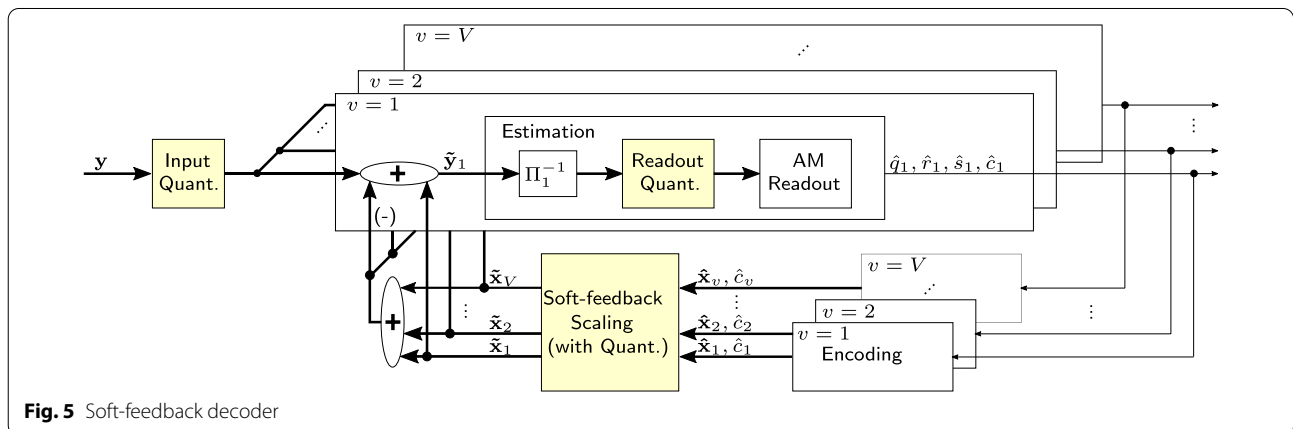 v = V
⋰
v = 2
v = 1
⋰
Estimation
y
Input
Quant.
+
ỹ₁
Π₁⁻¹
Readout
Quant.
AM
Readout
q̂₁, r̂₁, ŝ₁, ĉ₁
⋮
(-)
x̃_V
⋮
x̃₂
x̃₁
+
Soft-feedback
Scaling
(with Quant.)
x̂ᵥ, ĉᵥ
⋮
x̂₂, ĉ₂
x̂₁, ĉ₁
v = V
⋰
v = 2
v = 1
Encoding
⋮
Fig. 5 Soft-feedback decoder